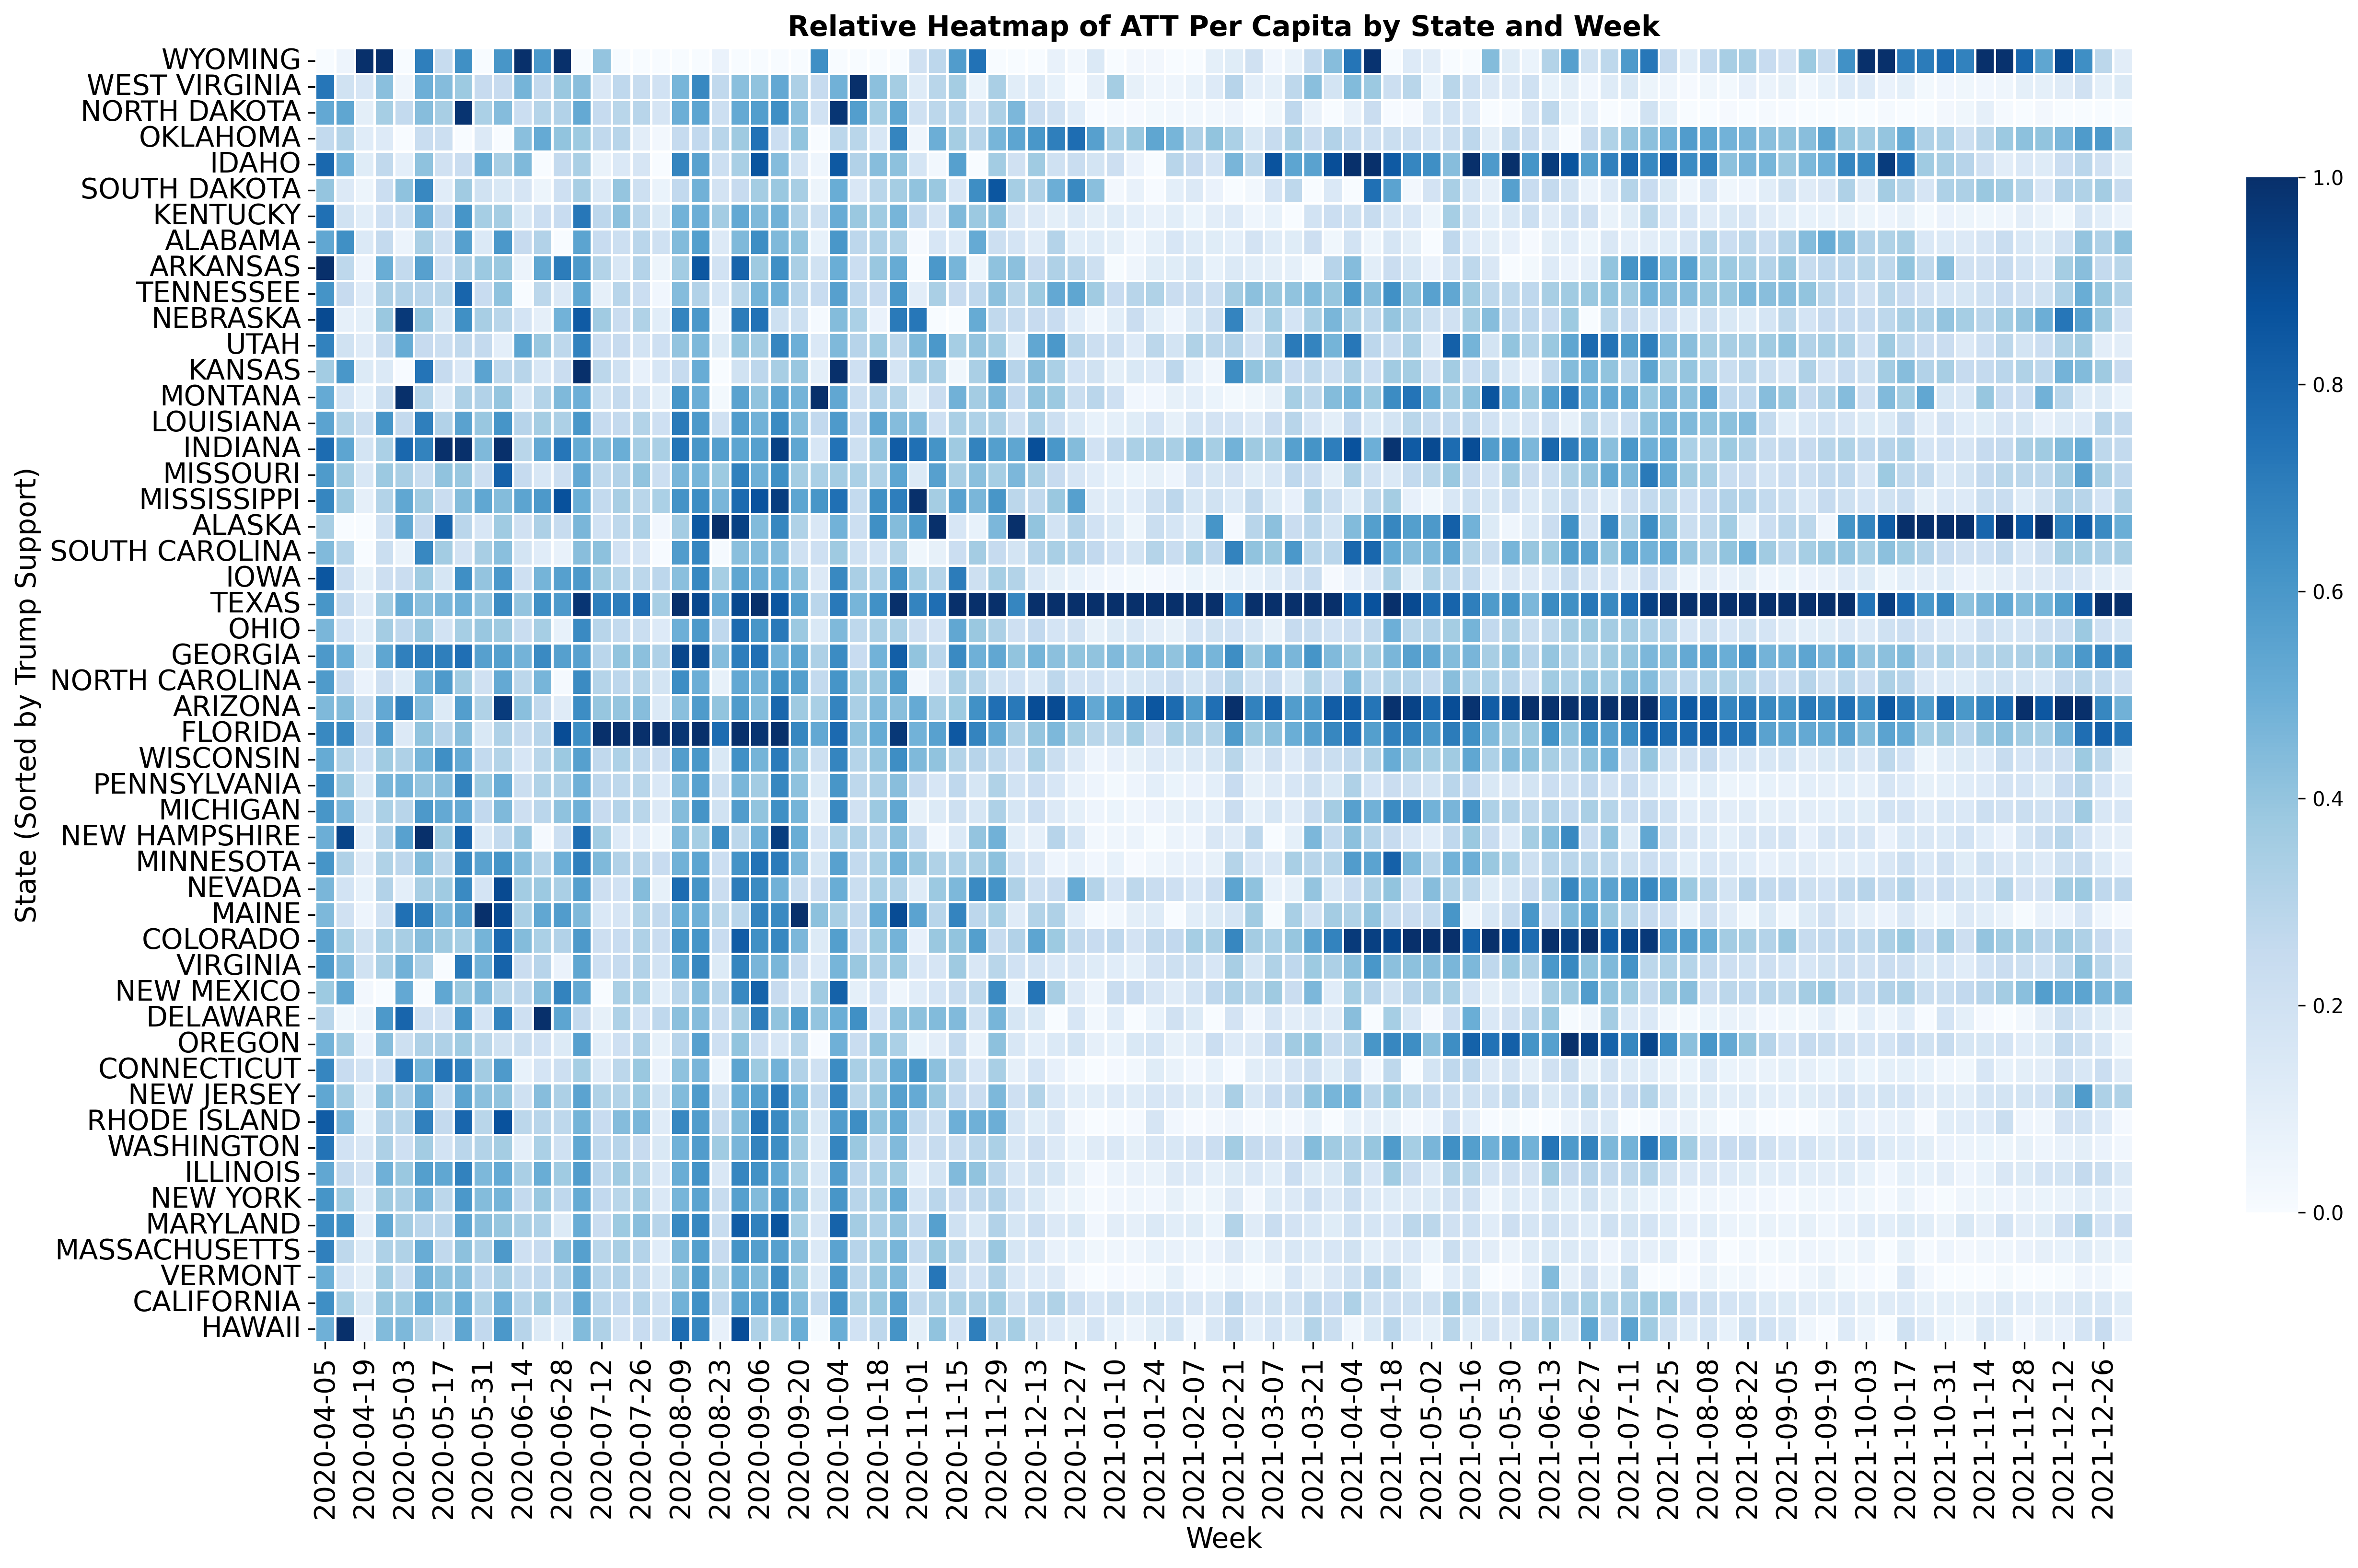 Relative Heatmap of ATT Per Capita by State and Week
State (Sorted by Trump Support)
WYOMING
WEST VIRGINIA
NORTH DAKOTA
OKLAHOMA
IDAHO
SOUTH DAKOTA
KENTUCKY
ALABAMA
ARKANSAS
TENNESSEE
NEBRASKA
UTAH
KANSAS
MONTANA
LOUISIANA
INDIANA
MISSOURI
MISSISSIPPI
ALASKA
SOUTH CAROLINA
IOWA
TEXAS
OHIO
GEORGIA
NORTH CAROLINA
ARIZONA
FLORIDA
WISCONSIN
PENNSYLVANIA
MICHIGAN
NEW HAMPSHIRE
MINNESOTA
NEVADA
MAINE
COLORADO
VIRGINIA
NEW MEXICO
DELAWARE
OREGON
CONNECTICUT
NEW JERSEY
RHODE ISLAND
WASHINGTON
ILLINOIS
NEW YORK
MARYLAND
MASSACHUSETTS
VERMONT
CALIFORNIA
HAWAII
2020-04-05
2020-04-19
2020-05-03
2020-05-17
2020-05-31
2020-06-14
2020-06-28
2020-07-12
2020-07-26
2020-08-09
2020-08-23
2020-09-06
2020-09-20
2020-10-04
2020-10-18
2020-11-01
2020-11-15
2020-11-29
2020-12-13
2020-12-27
2021-01-10
2021-01-24
2021-02-07
2021-02-21
2021-03-07
2021-03-21
2021-04-04
2021-04-18
2021-05-02
2021-05-16
2021-05-30
2021-06-13
2021-06-27
2021-07-11
2021-07-25
2021-08-08
2021-08-22
2021-09-05
2021-09-19
2021-10-03
2021-10-17
2021-10-31
2021-11-14
2021-11-28
2021-12-12
2021-12-26
Week
1.0
0.8
0.6
0.4
0.2
0.0